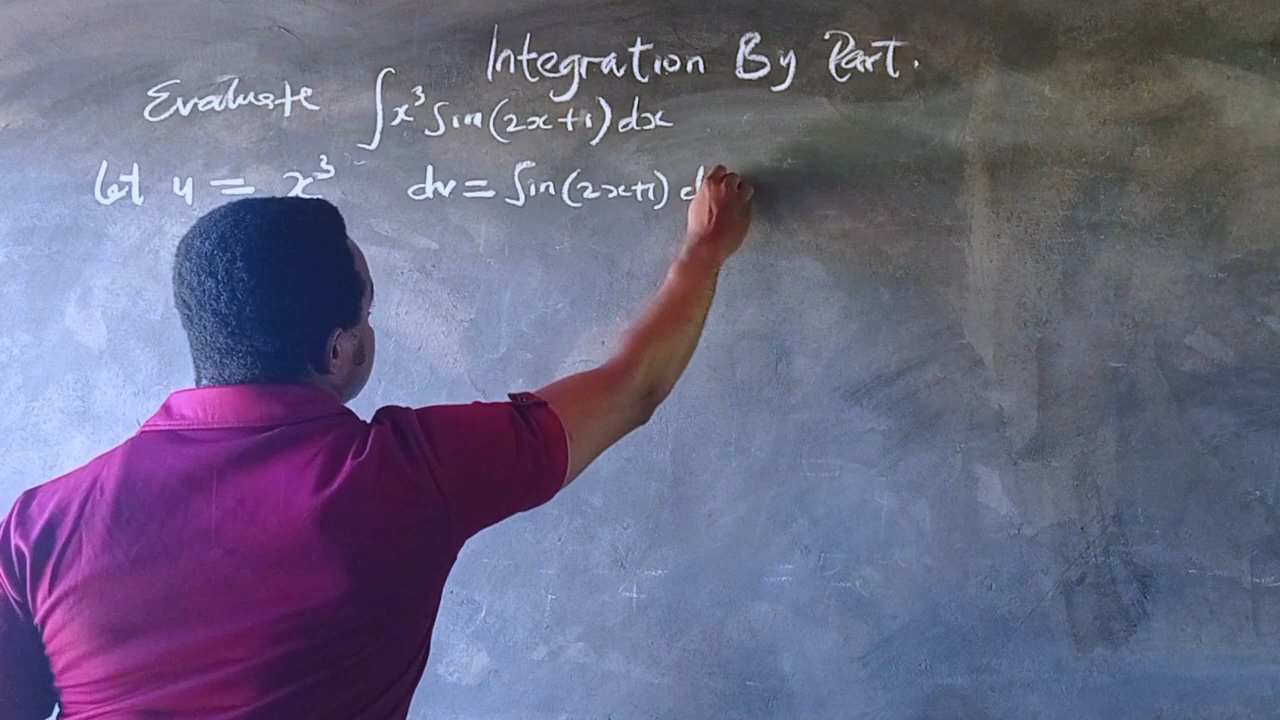 Integration By Part.
Evaluate ∫x³ Sin(2x+1)dx
let u = x³ dv = Sin(2x+1) d